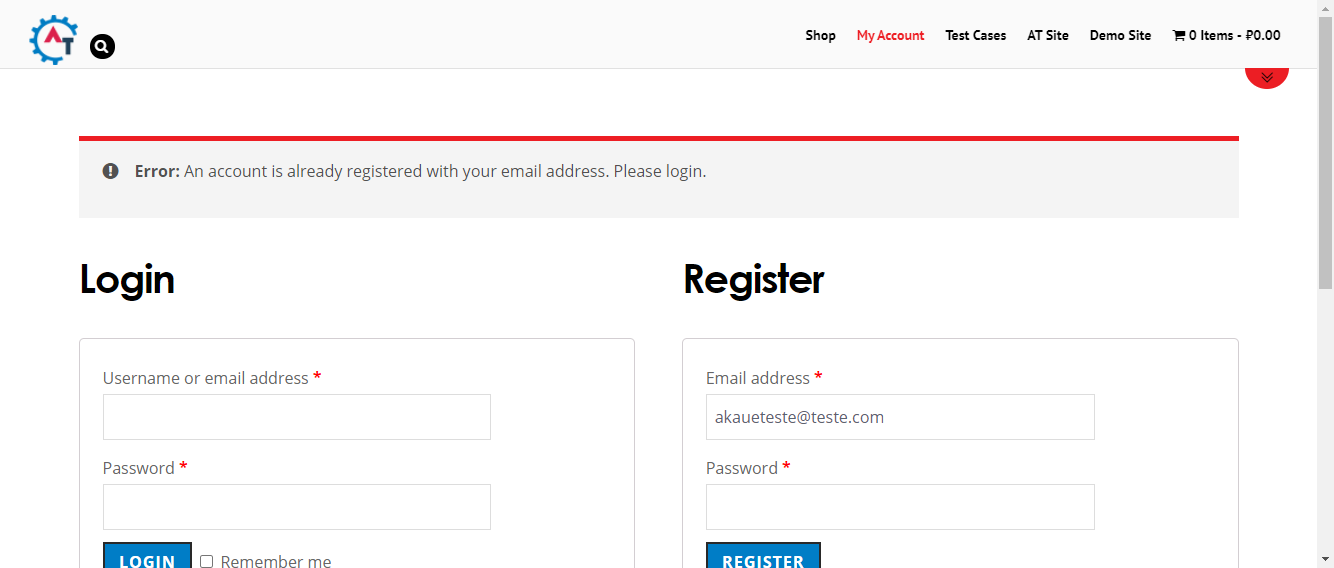 AT
Shop My Account Test Cases AT Site Demo Site 0 Items - ₽0.00
Error: An account is already registered with your email address. Please login.
Login
Register
Username or email address *
Email address *
akaueteste@teste.com
Password *
Password *
LOGIN Remember me
REGISTER